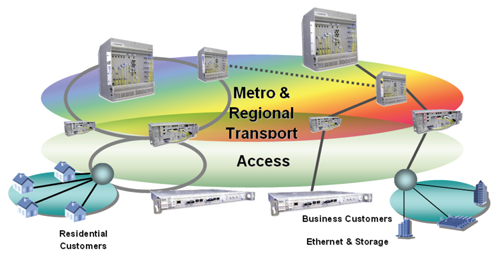 Metro &
Regional
Transport
Access
Residential
Customers
Business Customers
Ethernet & Storage